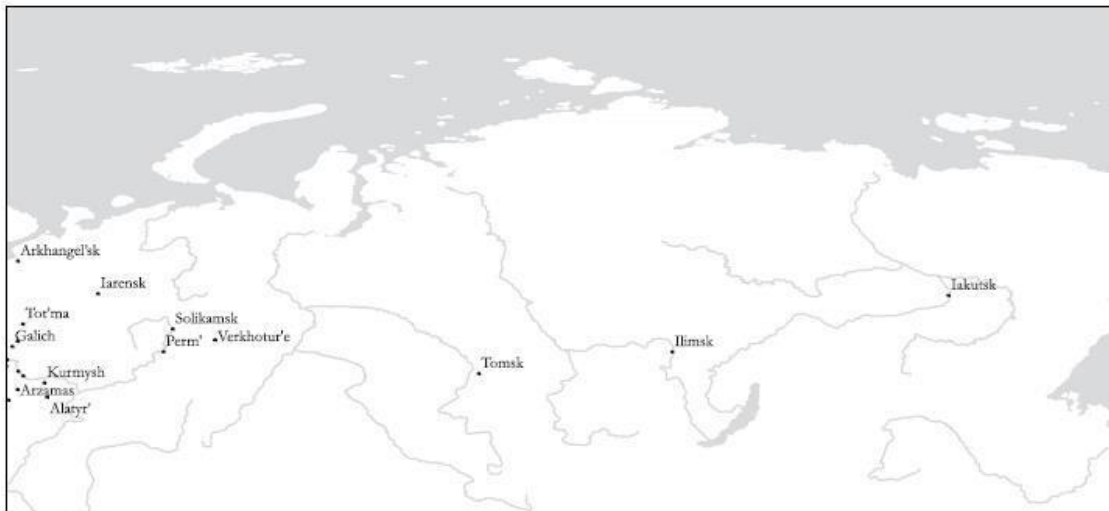 Arkhangel'sk
Iarensk
Iakutsk
Tot'ma
Solikamsk
Galich
Perm'
Verkhotur'e
Ilimsk
Tomsk
Kurmysh
Arzamas
Alatyr'